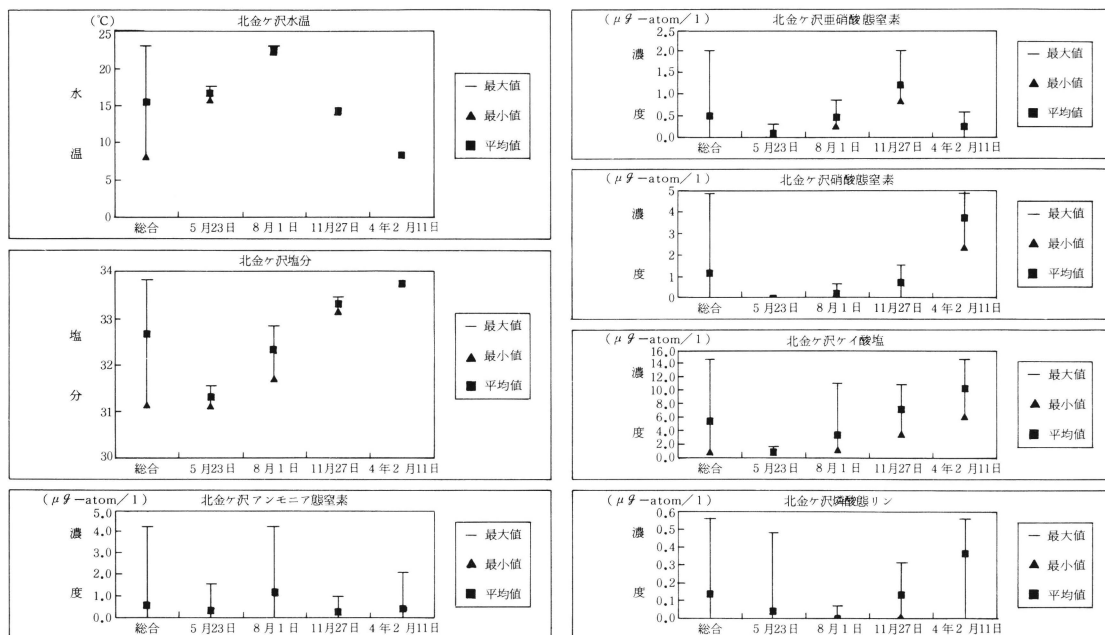 (℃) 北金ケ沢水温
25
20
15
10
5
0
水
温
総合 5月23日 8月1日 11月27日 4年2月11日
— 最大値
▲ 最小値
■ 平均値
北金ケ沢塩分
34
33
32
31
30
塩
分
総合 5月23日 8月1日 11月27日 4年2月11日
— 最大値
▲ 最小値
■ 平均値
(μg−atom/l) 北金ケ沢アンモニア態窒素
5.0
4.0
3.0
2.0
1.0
0.0
濃
度
総合 5月23日 8月1日 11月27日 4年2月11日
— 最大値
▲ 最小値
■ 平均値
(μg−atom/l) 北金ケ沢亜硝酸態窒素
2.5
2.0
1.5
1.0
0.5
0.0
濃
度
総合 5月23日 8月1日 11月27日 4年2月11日
— 最大値
▲ 最小値
■ 平均値
(μg−atom/l) 北金ケ沢硝酸態窒素
5
4
3
2
1
0
濃
度
総合 5月23日 8月1日 11月27日 4年2月11日
— 最大値
▲ 最小値
■ 平均値
(μg−atom/l) 北金ケ沢ケイ酸塩
16.0
14.0
12.0
10.0
8.0
6.0
4.0
2.0
0.0
濃
度
総合 5月23日 8月1日 11月27日 4年2月11日
— 最大値
▲ 最小値
■ 平均値
(μg−atom/l) 北金ケ沢燐酸態リン
0.6
0.5
0.4
0.3
0.2
0.1
0.0
濃
度
総合 5月23日 8月1日 11月27日 4年2月11日
— 最大値
▲ 最小値
■ 平均値